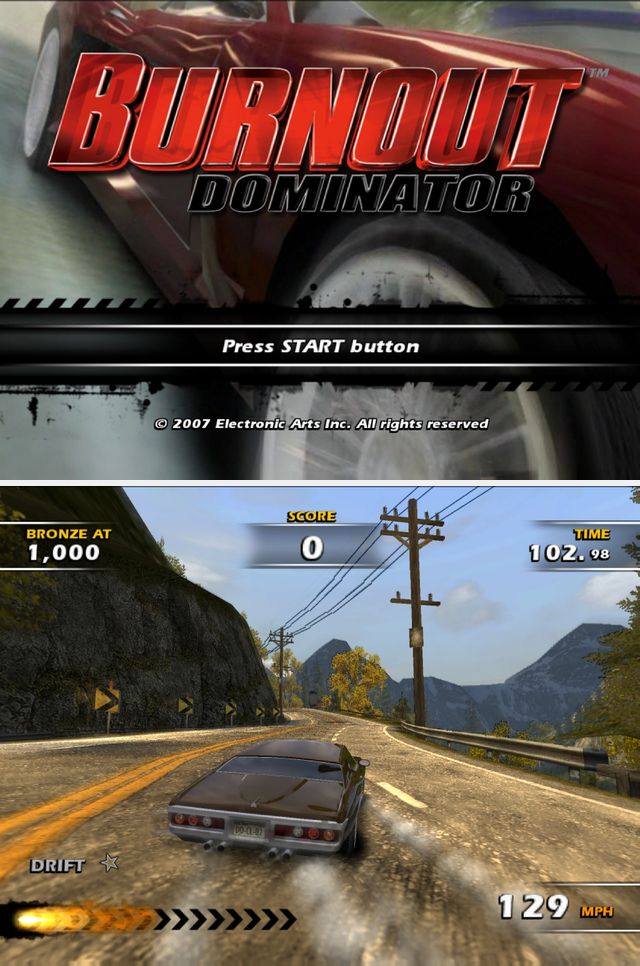 BURNOUT™
DOMINATOR
Press START button
© 2007 Electronic Arts Inc. All rights reserved
BRONZE AT
1,000
SCORE
0
TIME
102.98
DRIFT
129 MPH